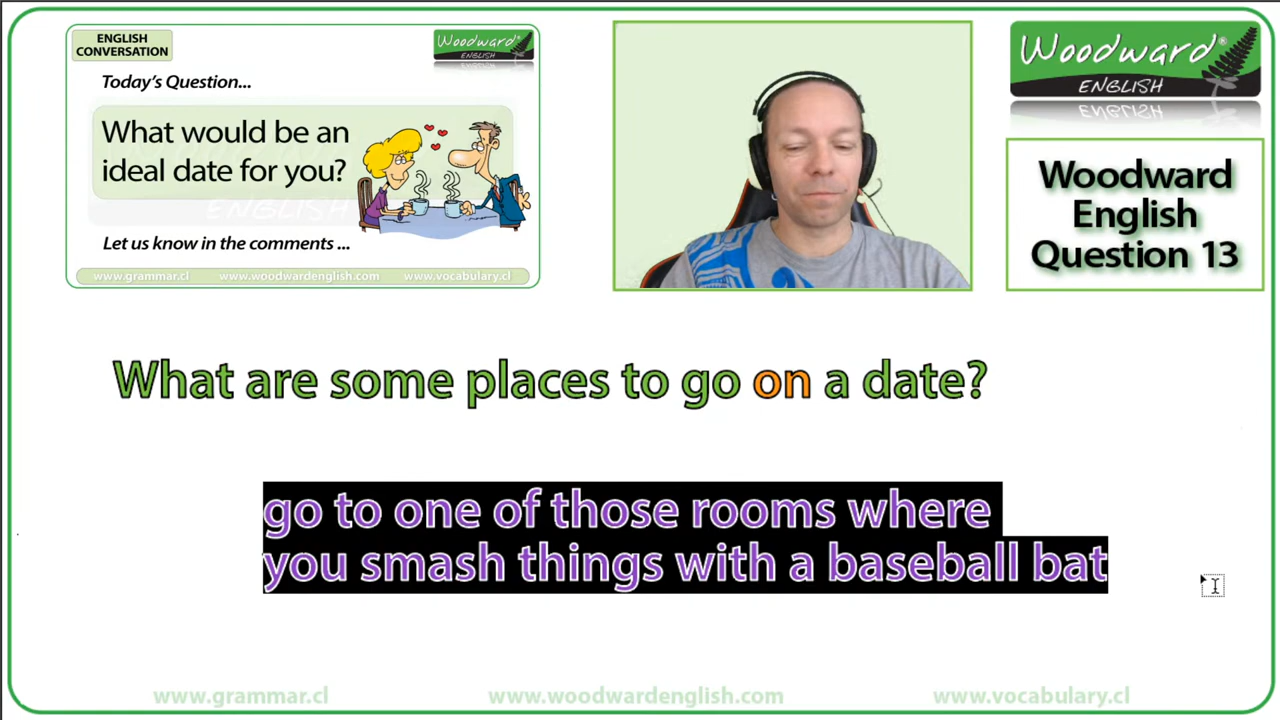 ENGLISH
CONVERSATION
Woodward
ENGLISH
Today's Question...
What would be an
ideal date for you?
ENGLISH
Let us know in the comments ...
www.grammar.cl www.woodwardenglish.com www.vocabulary.cl
Woodward®
ENGLISH
Woodward
English
Question 13
What are some places to go on a date?
go to one of those rooms where
you smash things with a baseball bat
www.grammar.cl www.woodwardenglish.com www.vocabulary.cl